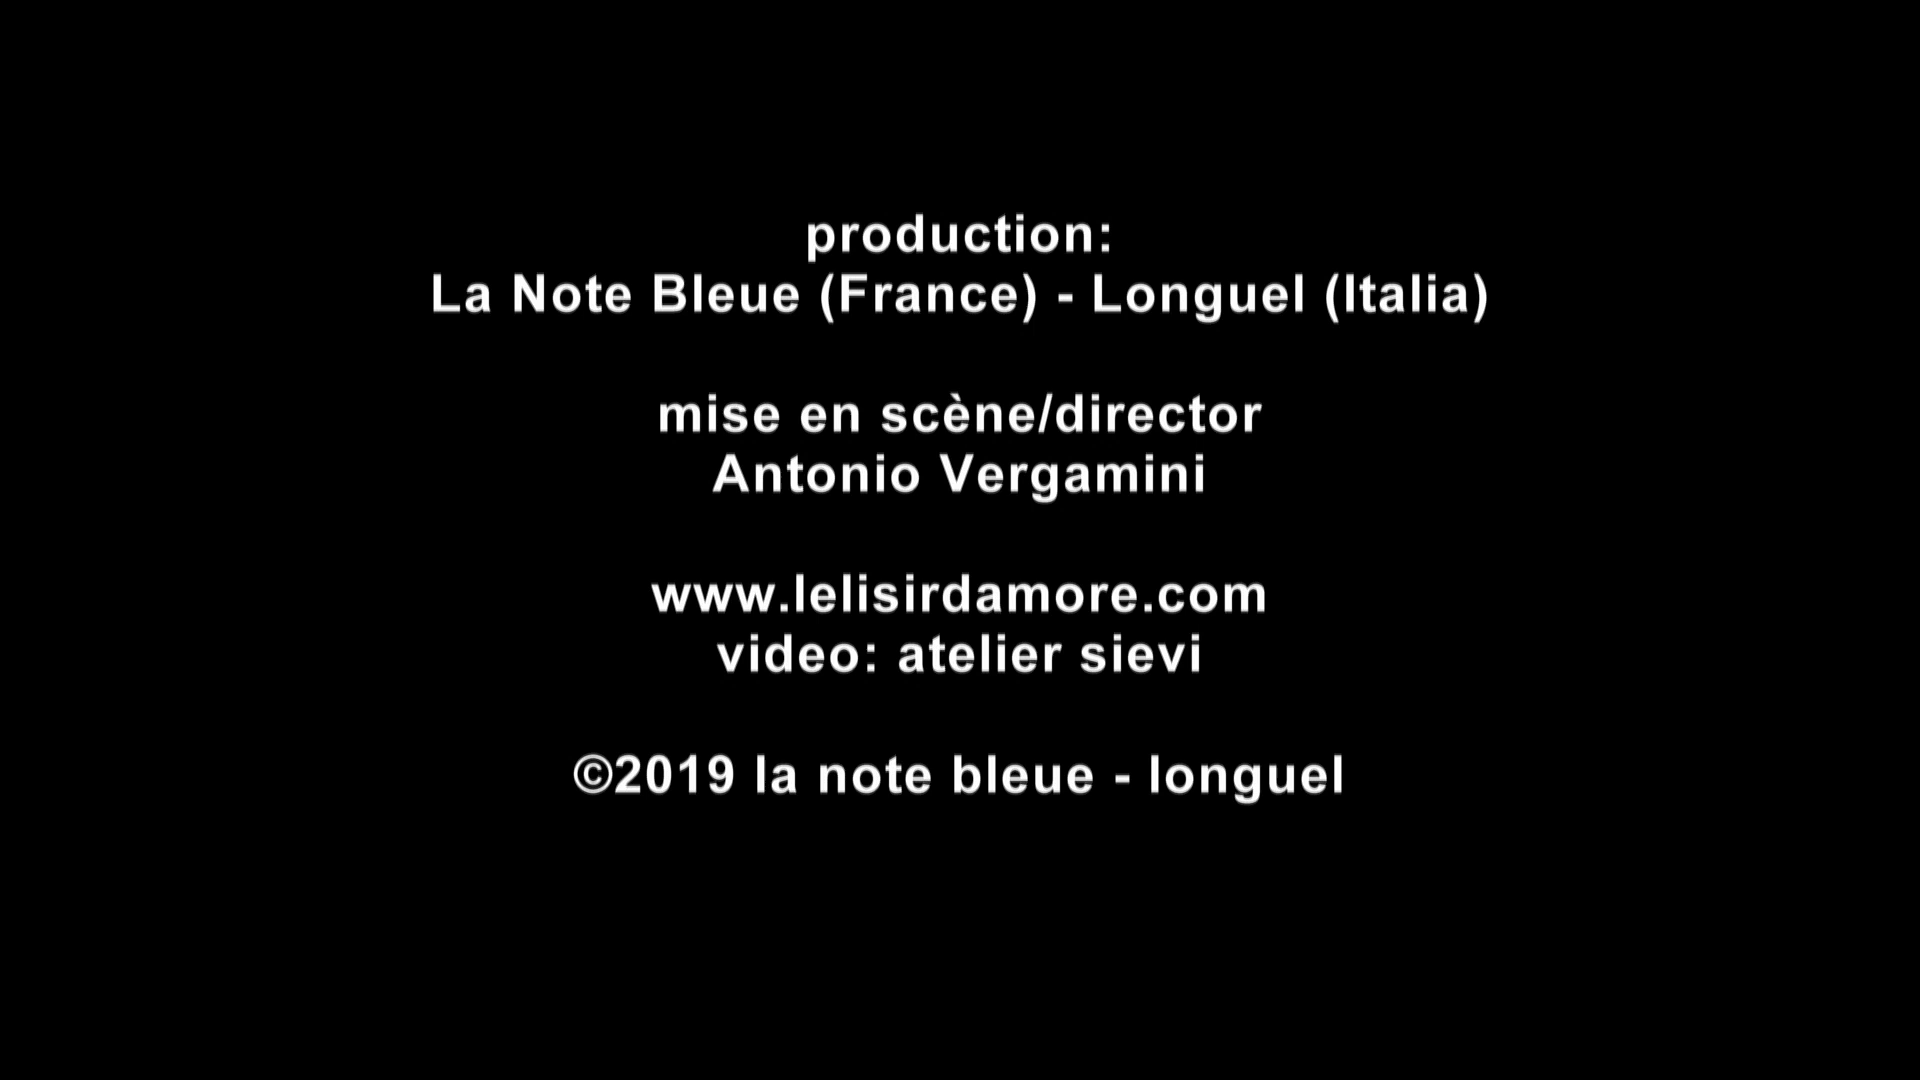 production:
La Note Bleue (France) - Longuel (Italia)
mise en scène/director
Antonio Vergamini
www.lelisirdamore.com
video: atelier sievi
©2019 la note bleue - longuel